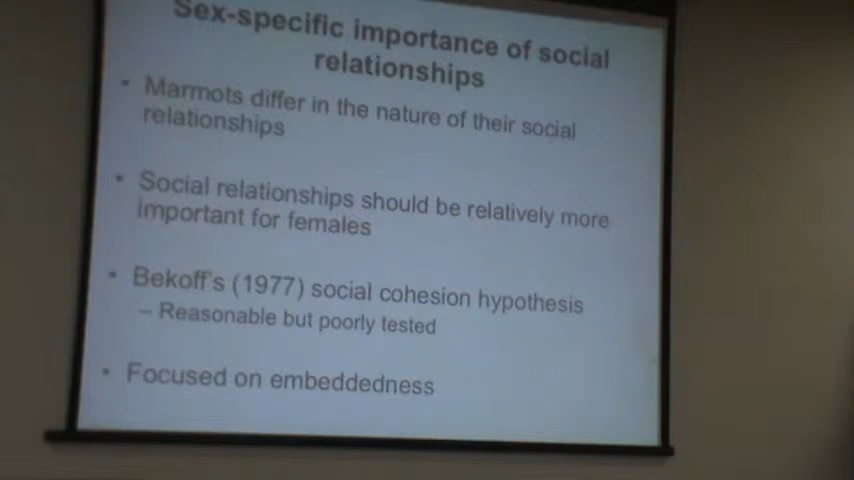 Sex-specific importance of social
relationships
• Marmots differ in the nature of their social
relationships
• Social relationships should be relatively more
important for females
• Bekoff's (1977) social cohesion hypothesis
– Reasonable but poorly tested
• Focused on embeddedness